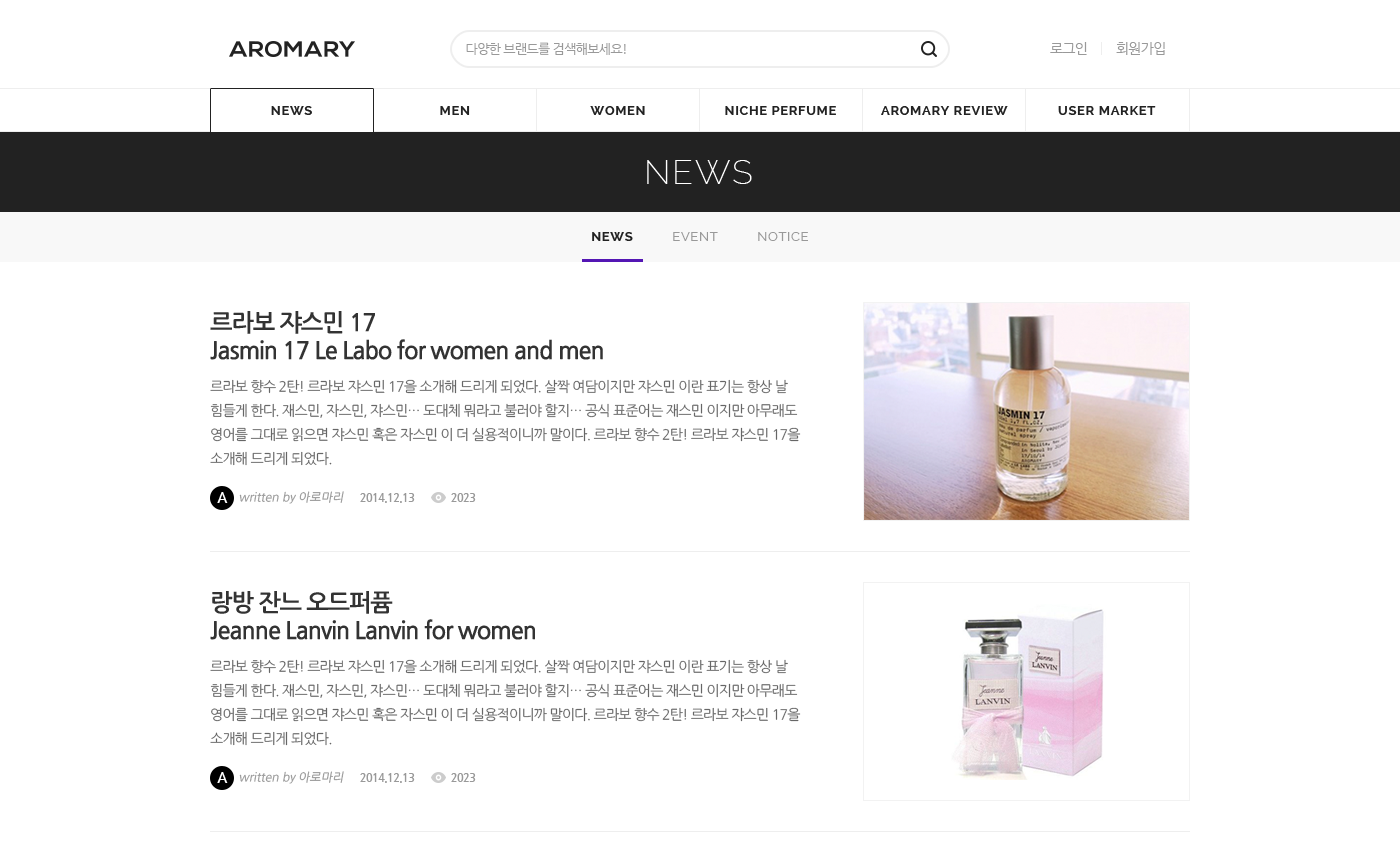 AROMARY
다양한 브랜드를 검색해보세요!
로그인
회원가입
NEWS
MEN
WOMEN
NICHE PERFUME
AROMARY REVIEW
USER MARKET
NEWS
NEWS
EVENT
NOTICE
르라보 쟈스민 17
Jasmin 17 Le Labo for women and men
르라보 향수 2탄! 르라보 쟈스민 17을 소개해 드리게 되었다. 살짝 여담이지만 쟈스민 이란 표기는 항상 날
힘들게 한다. 재스민, 자스민, 쟈스민… 도대체 뭐라고 불러야 할지… 공식 표준어는 재스민 이지만 아무래도
영어를 그대로 읽으면 쟈스민 혹은 자스민 이 더 실용적이니까 말이다. 르라보 향수 2탄! 르라보 쟈스민 17을
소개해 드리게 되었다.
A written by 아로마리 2014.12.13 2023
JASMIN 17
랑방 잔느 오드퍼퓸
Jeanne Lanvin Lanvin for women
르라보 향수 2탄! 르라보 쟈스민 17을 소개해 드리게 되었다. 살짝 여담이지만 쟈스민 이란 표기는 항상 날
힘들게 한다. 재스민, 자스민, 쟈스민… 도대체 뭐라고 불러야 할지… 공식 표준어는 재스민 이지만 아무래도
영어를 그대로 읽으면 쟈스민 혹은 자스민 이 더 실용적이니까 말이다. 르라보 향수 2탄! 르라보 쟈스민 17을
소개해 드리게 되었다.
A written by 아로마리 2014.12.13 2023
Jeanne
LANVIN
Jeanne
LANVIN